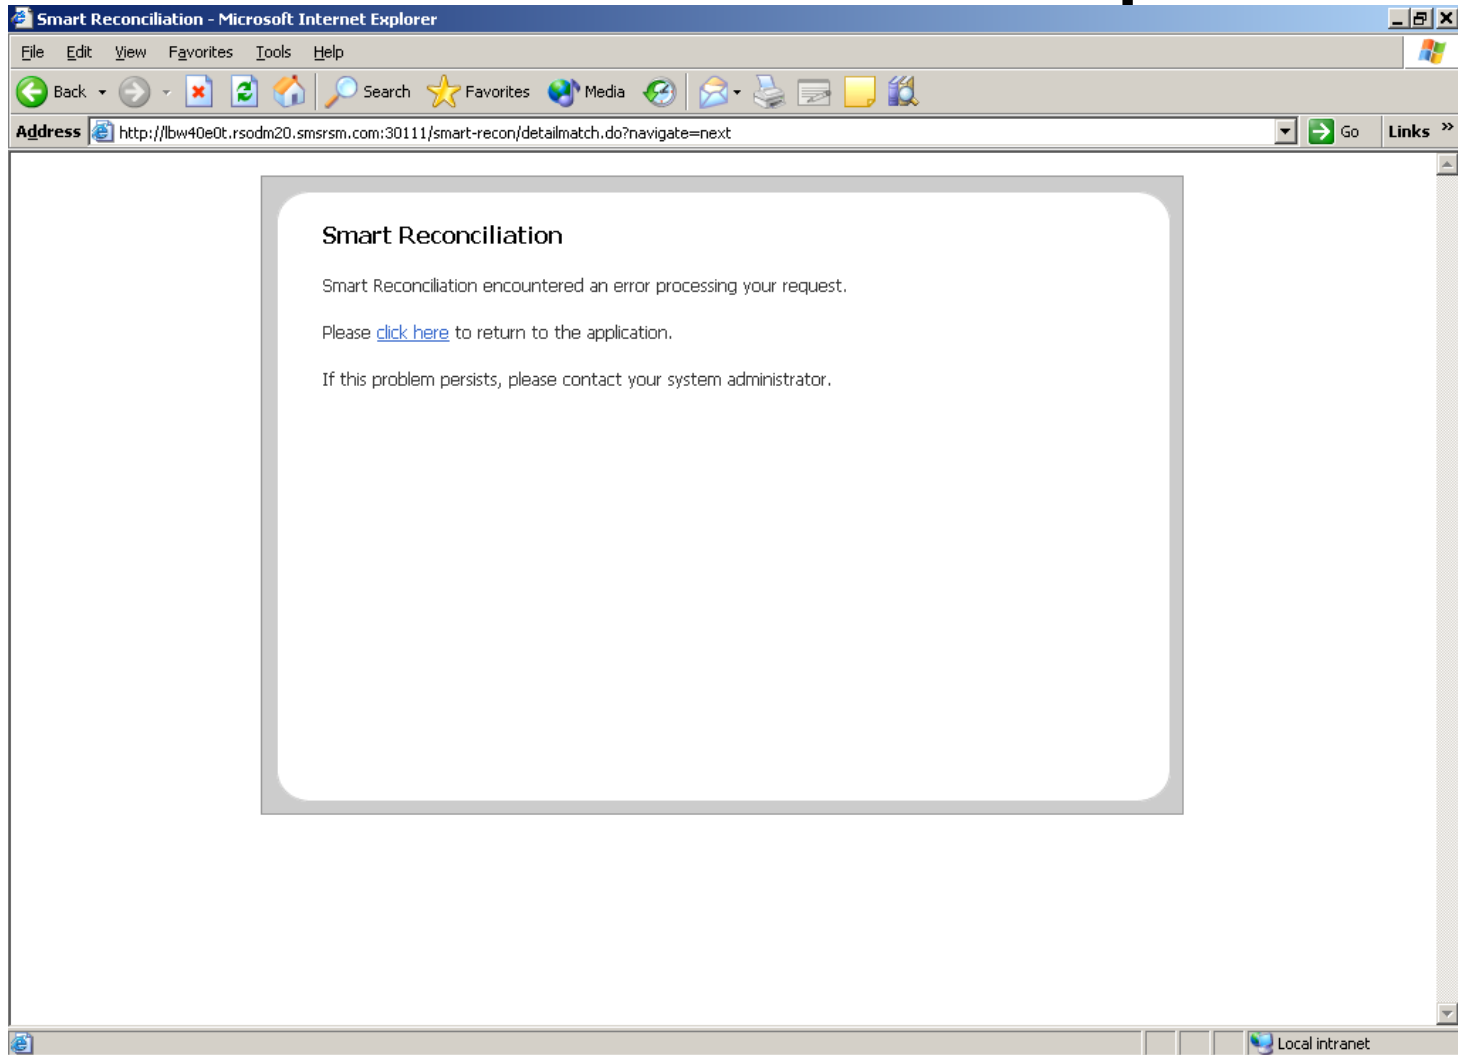 Smart Reconciliation - Microsoft Internet Explorer
File Edit View Favorites Tools Help
Back Search Favorites Media
Address http://lbw40e0t.rsodm20.smsrsm.com:30111/smart-recon/detailmatch.do?navigate=next Go Links »
Smart Reconciliation
Smart Reconciliation encountered an error processing your request.
Please click here to return to the application.
If this problem persists, please contact your system administrator.
Local intranet